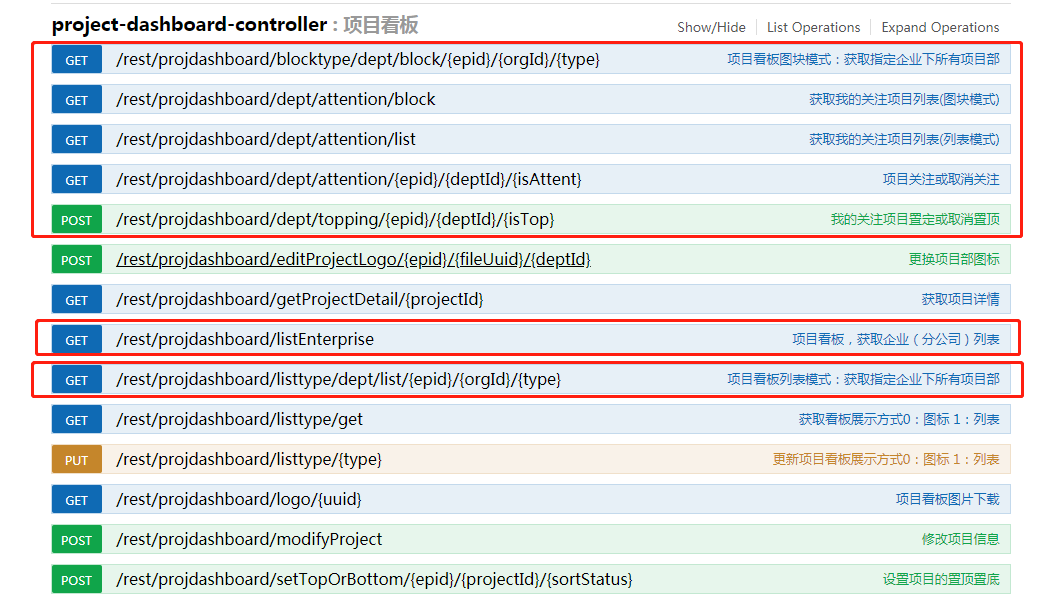 project-dashboard-controller : 项目看板 Show/Hide List Operations Expand Operations
GET /rest/projdashboard/blocktype/dept/block/{epid}/{orgId}/{type} 项目看板图块模式：获取指定企业下所有项目部
GET /rest/projdashboard/dept/attention/block 获取我的关注项目列表(图块模式)
GET /rest/projdashboard/dept/attention/list 获取我的关注项目列表(列表模式)
GET /rest/projdashboard/dept/attention/{epid}/{deptId}/{isAttent} 项目关注或取消关注
POST /rest/projdashboard/dept/topping/{epid}/{deptId}/{isTop} 我的关注项目置定或取消置顶
POST /rest/projdashboard/editProjectLogo/{epid}/{fileUuid}/{deptId} 更换项目部图标
GET /rest/projdashboard/getProjectDetail/{projectId} 获取项目详情
GET /rest/projdashboard/listEnterprise 项目看板，获取企业（分公司）列表
GET /rest/projdashboard/listtype/dept/list/{epid}/{orgId}/{type} 项目看板列表模式：获取指定企业下所有项目部
GET /rest/projdashboard/listtype/get 获取看板展示方式0：图标 1：列表
PUT /rest/projdashboard/listtype/{type} 更新项目看板展示方式0：图标 1：列表
GET /rest/projdashboard/logo/{uuid} 项目看板图片下载
POST /rest/projdashboard/modifyProject 修改项目信息
POST /rest/projdashboard/setTopOrBottom/{epid}/{projectId}/{sortStatus} 设置项目的置顶置底